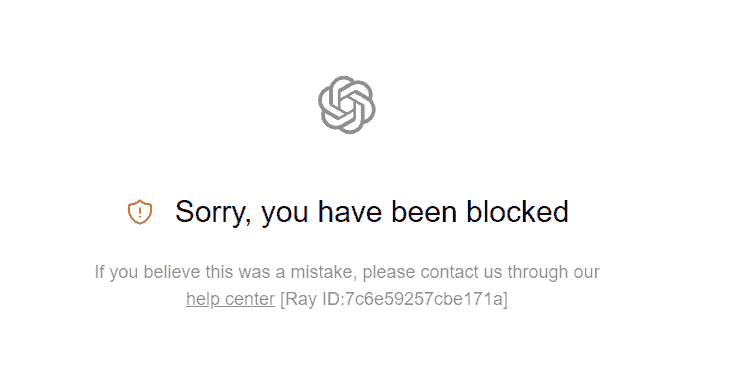 Sorry, you have been blocked
If you believe this was a mistake, please contact us through our
help center [Ray ID:7c6e59257cbe171a]